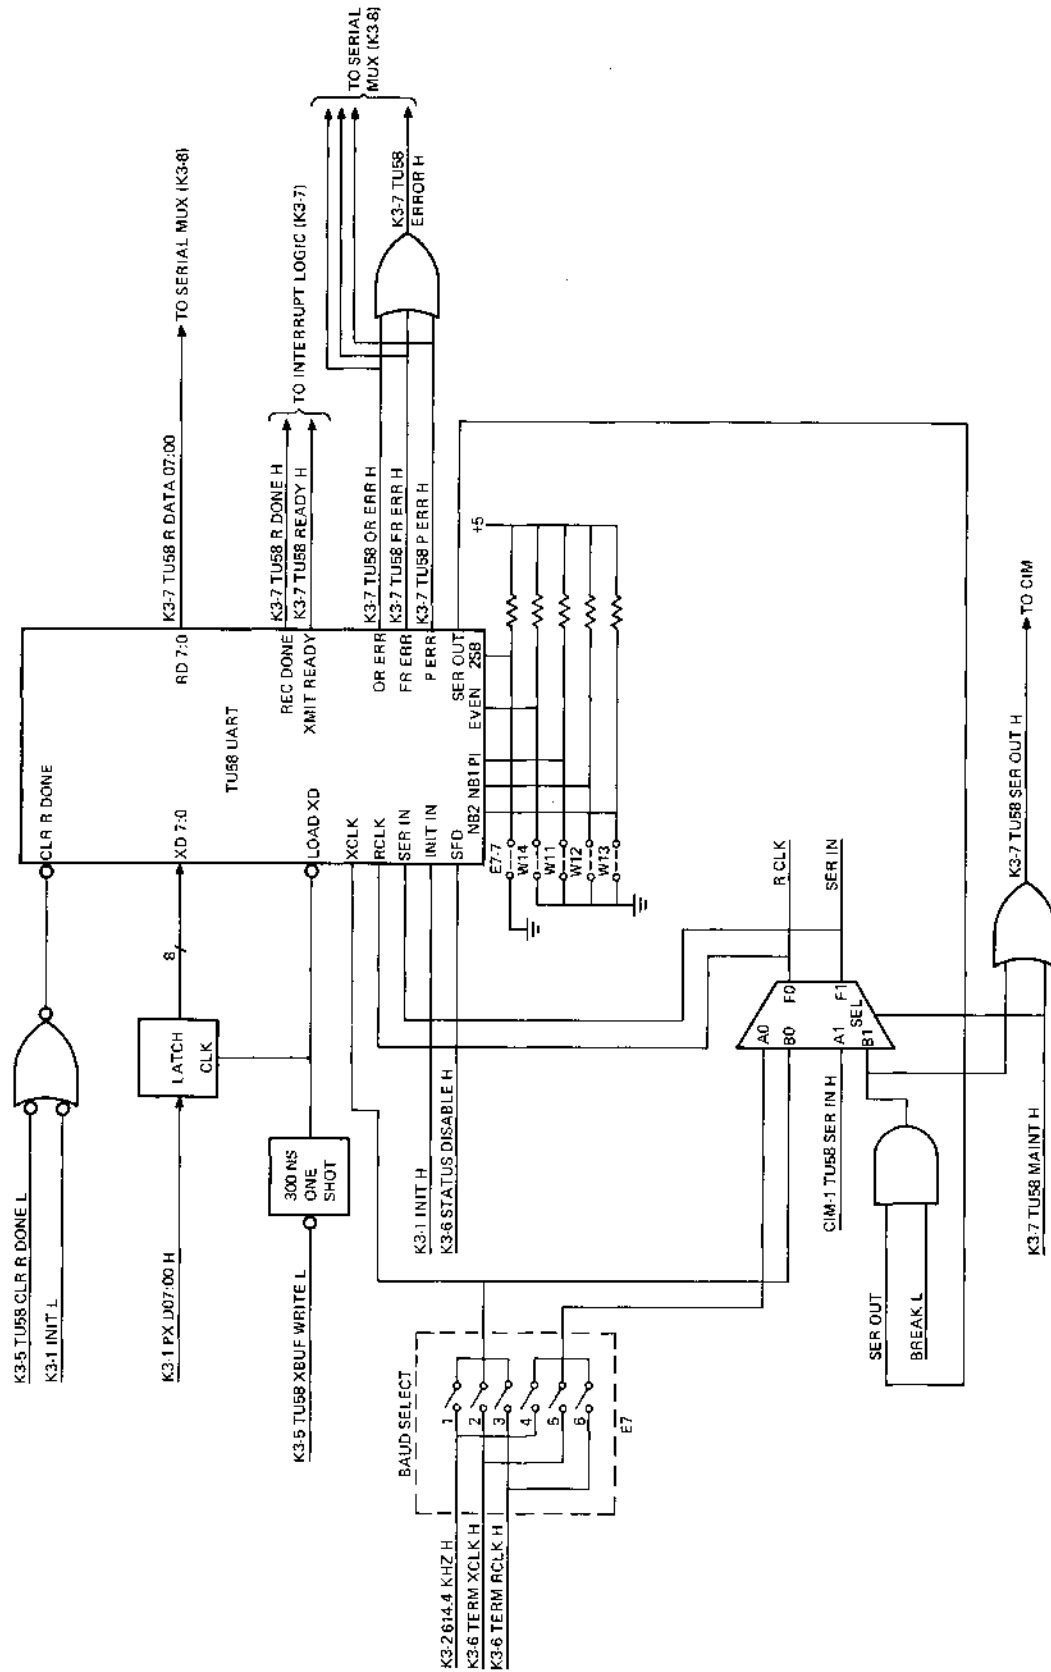 K3-5 TU58 CLR R DONE L
K3-1 INIT L
CLR R DONE
K3-1 PX D07:00 H
LATCH
CLK
8
XD 7:0
RD 7:0
K3-7 TU58 R DATA 07:00
TO SERIAL MUX (K3-8)
TU58 UART
K3-5 TU58 XBUF WRITE L
300 NS
ONE
SHOT
LOAD XD
REC DONE
XMIT READY
K3-7 TU58 R DONE H
K3-7 TU58 READY H
TO INTERRUPT LOGIC (K3-7)
XCLK
RCLK
SER IN
INIT IN
SFD
K3-1 INIT H
K3-6 STATUS DISABLE H
OR ERR
FR ERR
P ERR
SER OUT
K3-7 TU58 OR ERR H
K3-7 TU58 FR ERR H
K3-7 TU58 P ERR H
K3-7 TU58
ERROR H
TO SERIAL
MUX (K3-8)
NB2
NB1
PI
EVEN
2SB
+5
E7-7
W14
W11
W12
W13
BAUD SELECT
K3-2 614.4 KHZ H
K3-6 TERM XCLK H
K3-6 TERM RCLK H
1
2
3
4
5
6
E7
A0
B0
A1
B1
SEL
F0
F1
R CLK
SER IN
CIM-1 TU58 SER IN H
SER OUT
BREAK L
K3-7 TU58 MAINT H
K3-7 TU58 SER OUT H
TO CIM